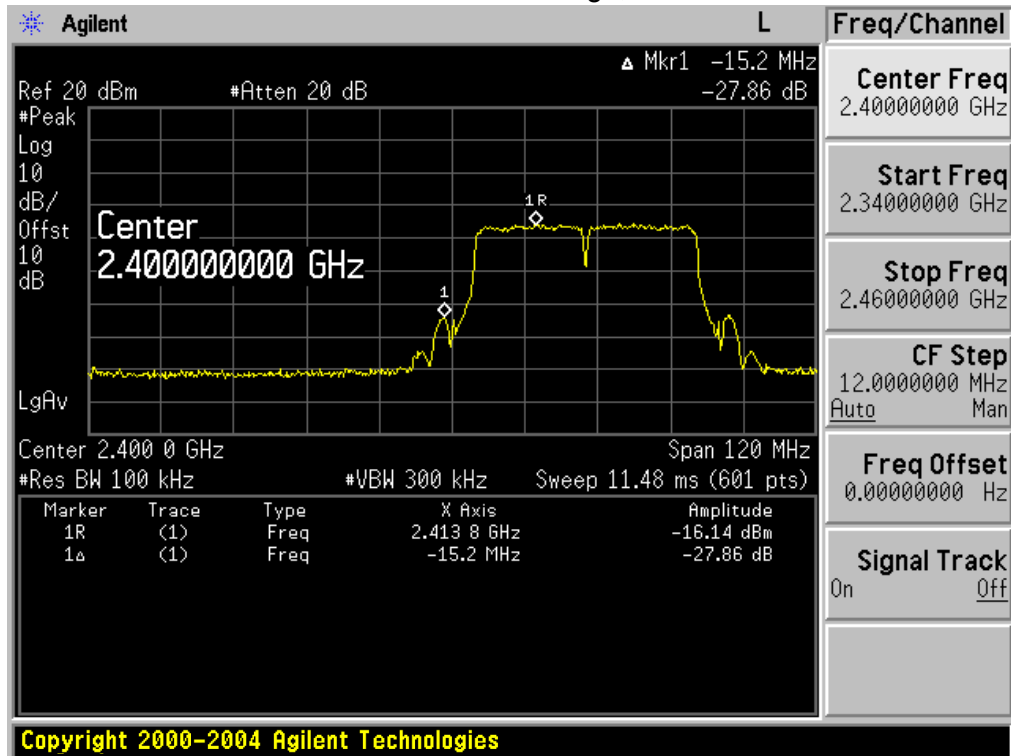 Agilent L Freq/Channel
Δ Mkr1 -15.2 MHz
Ref 20 dBm #Atten 20 dB -27.86 dB
#Peak
Log
10
dB/
Offst
10
dB
1R
1
Center
2.400000000 GHz
LgAv
Center 2.400 0 GHz Span 120 MHz
#Res BW 100 kHz #VBW 300 kHz Sweep 11.48 ms (601 pts)
Marker Trace Type X Axis Amplitude
1R (1) Freq 2.413 8 GHz -16.14 dBm
1Δ (1) Freq -15.2 MHz -27.86 dB
Center Freq
2.40000000 GHz
Start Freq
2.34000000 GHz
Stop Freq
2.46000000 GHz
CF Step
12.0000000 MHz
Auto Man
Freq Offset
0.00000000 Hz
Signal Track
On Off
Copyright 2000-2004 Agilent Technologies